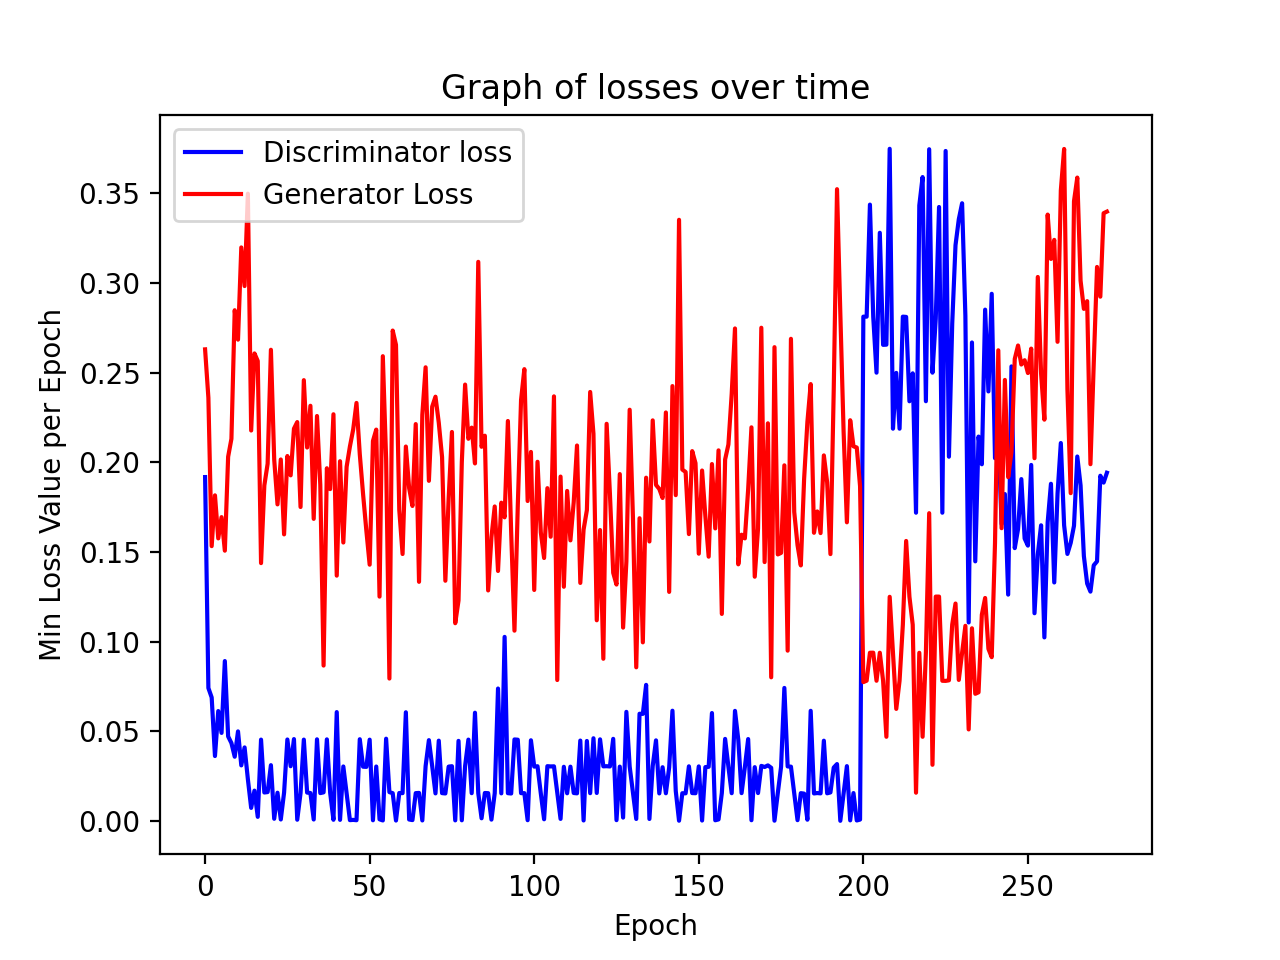 Graph of losses over time
Discriminator loss
Generator Loss
Min Loss Value per Epoch
0.35
0.30
0.25
0.20
0.15
0.10
0.05
0.00
0 50 100 150 200 250
Epoch